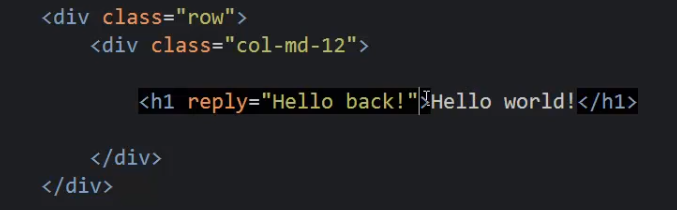 <div class="row">
<div class="col-md-12">
<h1 reply="Hello back!">Hello world!</h1>
</div>
</div>